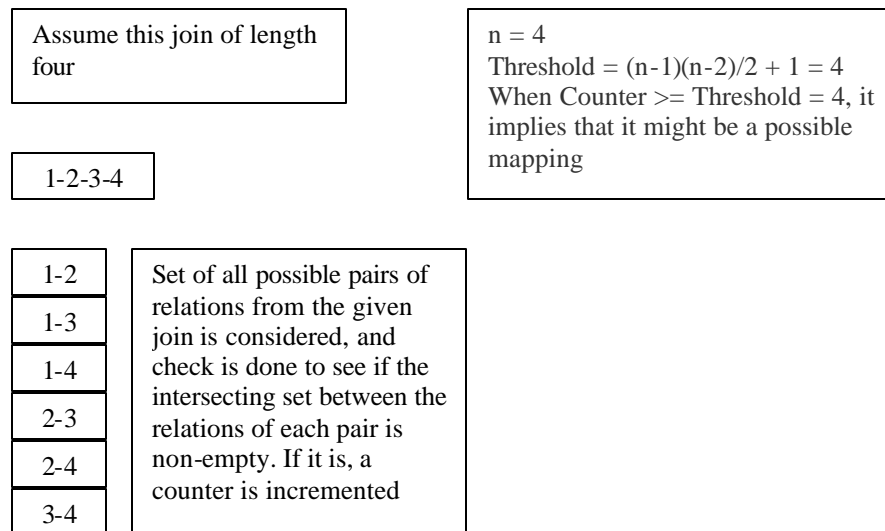 Assume this join of length
four
n = 4
Threshold = (n-1)(n-2)/2 + 1 = 4
When Counter >= Threshold = 4, it
implies that it might be a possible
mapping
1-2-3-4
1-2
1-3
1-4
2-3
2-4
3-4
Set of all possible pairs of
relations from the given
join is considered, and
check is done to see if the
intersecting set between the
relations of each pair is
non-empty. If it is, a
counter is incremented